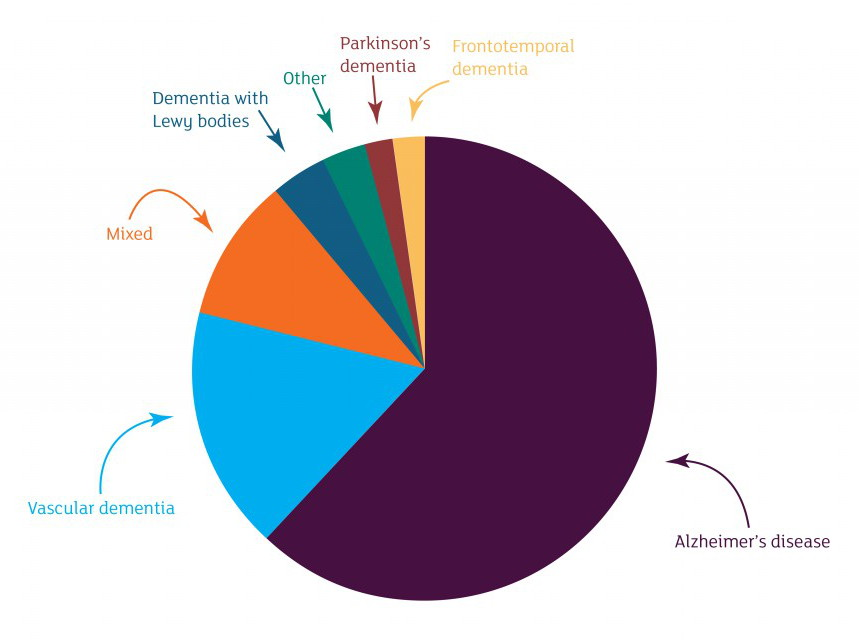 Parkinson’s
dementia
Frontotemporal
dementia
Other
Dementia with
Lewy bodies
Mixed
Vascular dementia
Alzheimer’s disease